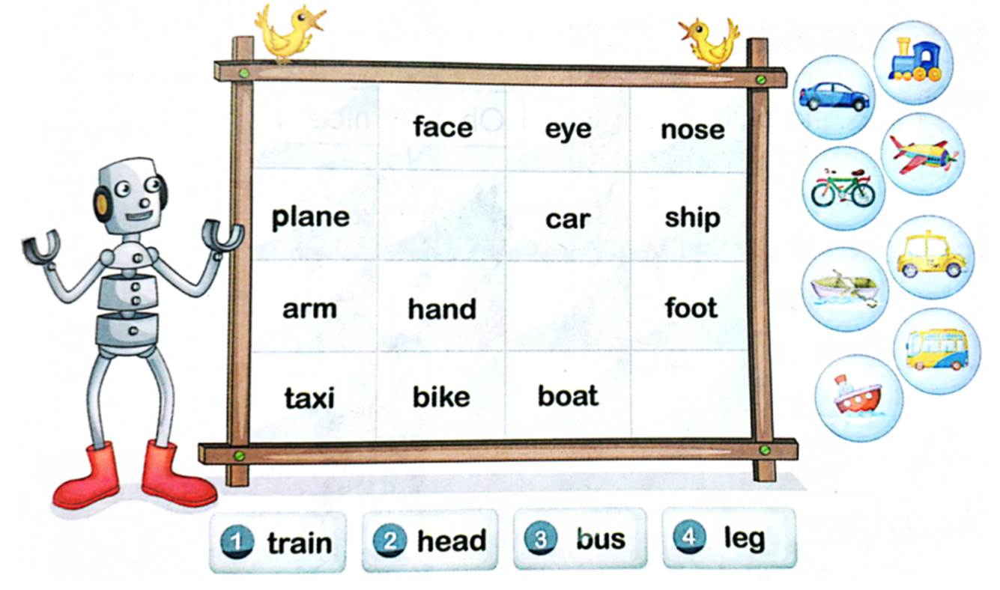 face eye nose
plane car ship
arm hand foot
taxi bike boat
1 train 2 head 3 bus 4 leg